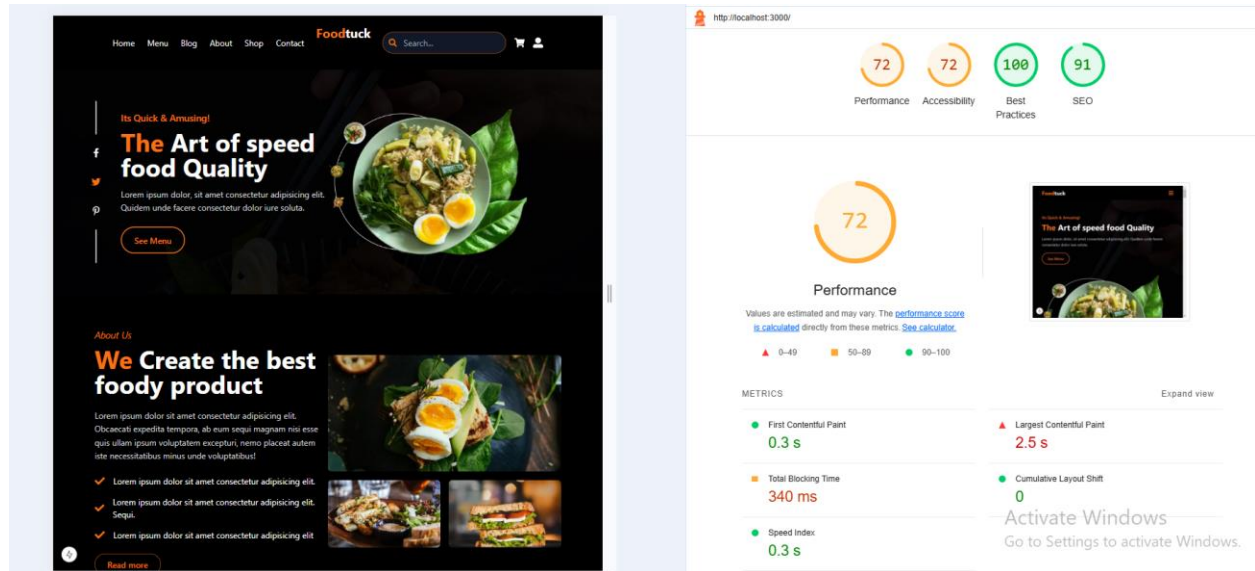 Home Menu Blog About Shop Contact
Foodtuck
Search...
Its Quick & Amusing!
The Art of speed
food Quality
Lorem ipsum dolor, sit amet consectetur adipisicing elit.
Quidem unde facere consectetur dolor iure soluta.
See Menu
About Us
We Create the best
foody product
Lorem ipsum dolor sit amet consectetur adipisicing elit.
Obcaecati expedita tempora, ab eum sequi magnam nisi esse
quis ullam ipsum voluptatem excepturi, nemo placeat autem
iste necessitatibus minus unde voluptatibus!
Lorem ipsum dolor sit amet consectetur adipisicing elit.
Lorem ipsum dolor sit amet consectetur adipisicing elit.
Sequi.
Lorem ipsum dolor sit amet consectetur adipisicing elit
Read more
http://localhost:3000/
72 72 100 91
Performance Accessibility Best Practices SEO
72
Performance
Values are estimated and may vary. The performance score
is calculated directly from these metrics. See calculator.
0–49 50–89 90–100
Foodtuck
The Art of speed food Quality
METRICS Expand view
First Contentful Paint
0.3 s
Largest Contentful Paint
2.5 s
Total Blocking Time
340 ms
Cumulative Layout Shift
0
Speed Index
0.3 s
Activate Windows
Go to Settings to activate Windows.